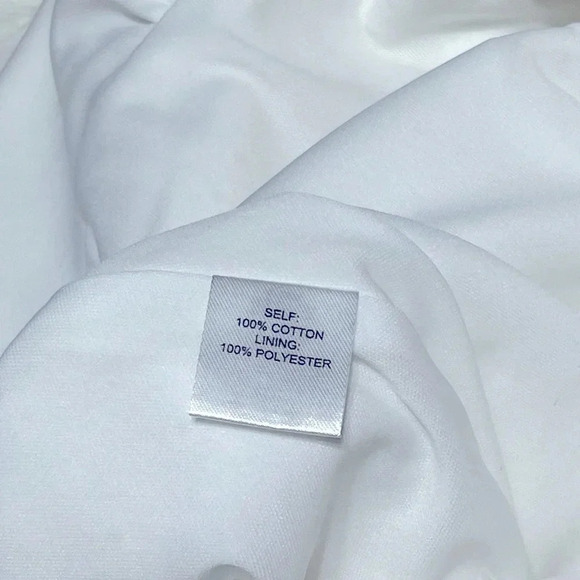 SELF:
100% COTTON
LINING:
100% POLYESTER